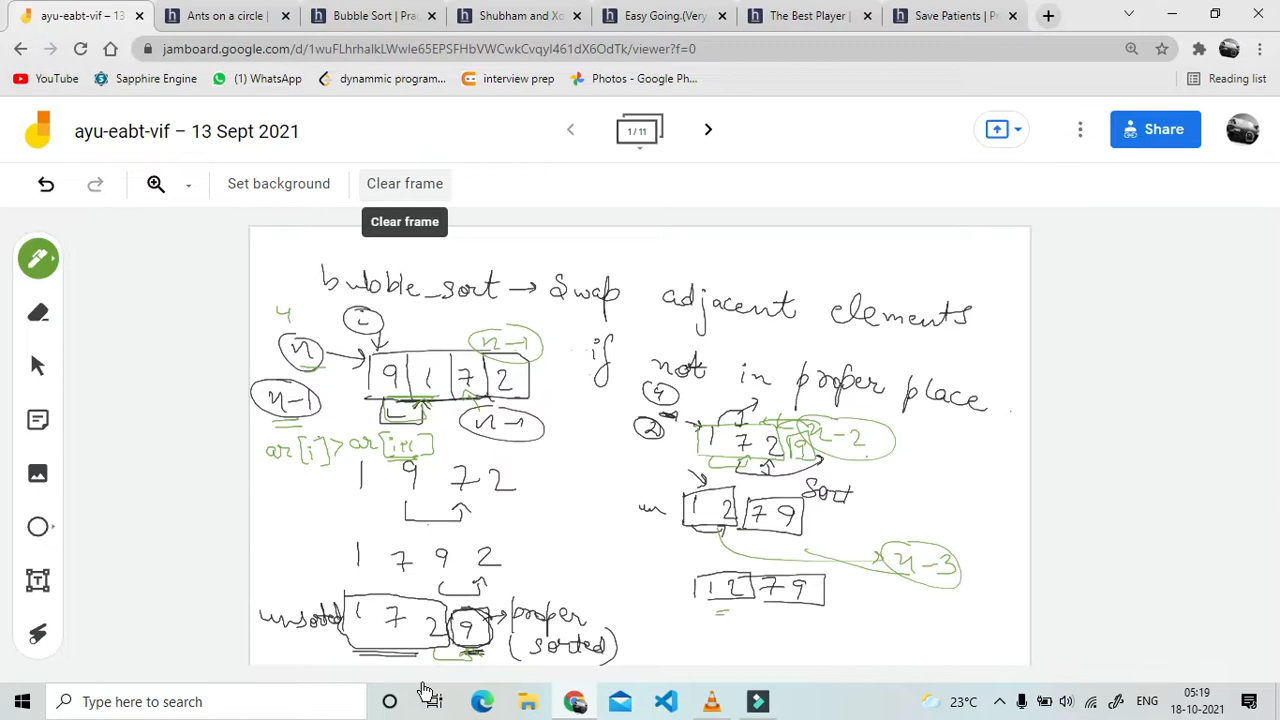 ayu-eabt-vif
Ants on a circle |
Bubble Sort | Pra
Shubham and Xo
Easy Going.(Very
The Best Player |
Save Patients | Pr
jamboard.google.com/d/1wuFLhrhalkLWwle65EPSFHbVWCwkCvqyl461dX6OdTk/viewer?f=0
YouTube
Sapphire Engine
(1) WhatsApp
dynammic program...
interview prep
Photos - Google Ph...
Reading list
ayu-eabt-vif – 13 Sept 2021
1/11
Share
Set background
Clear frame
Clear frame
bubble_sort → Swap adjacent elements
if not in proper place
4
i
n
n-1
9 1 7 2
n-1
n-1
ar[i]>ar[i+1]
1 9 7 2
1 7 9 2
unsorted 1 7 2 9 proper
(sorted)
2
1 7 2 9
n-2
Sort
1 2 7 9
n-3
1 2 7 9
Type here to search
23°C
ENG
05:19
18-10-2021